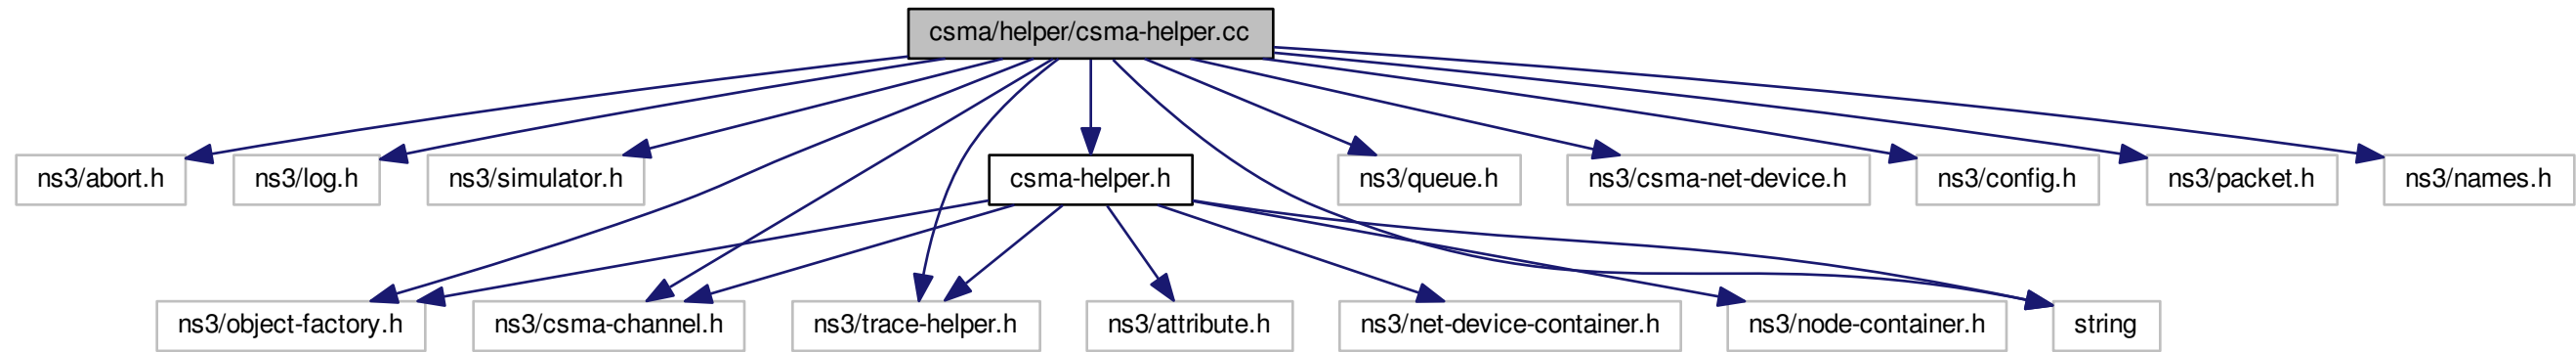 csma/helper/csma-helper.cc
ns3/abort.h
ns3/log.h
ns3/simulator.h
csma-helper.h
ns3/queue.h
ns3/csma-net-device.h
ns3/config.h
ns3/packet.h
ns3/names.h
ns3/object-factory.h
ns3/csma-channel.h
ns3/trace-helper.h
ns3/attribute.h
ns3/net-device-container.h
ns3/node-container.h
string